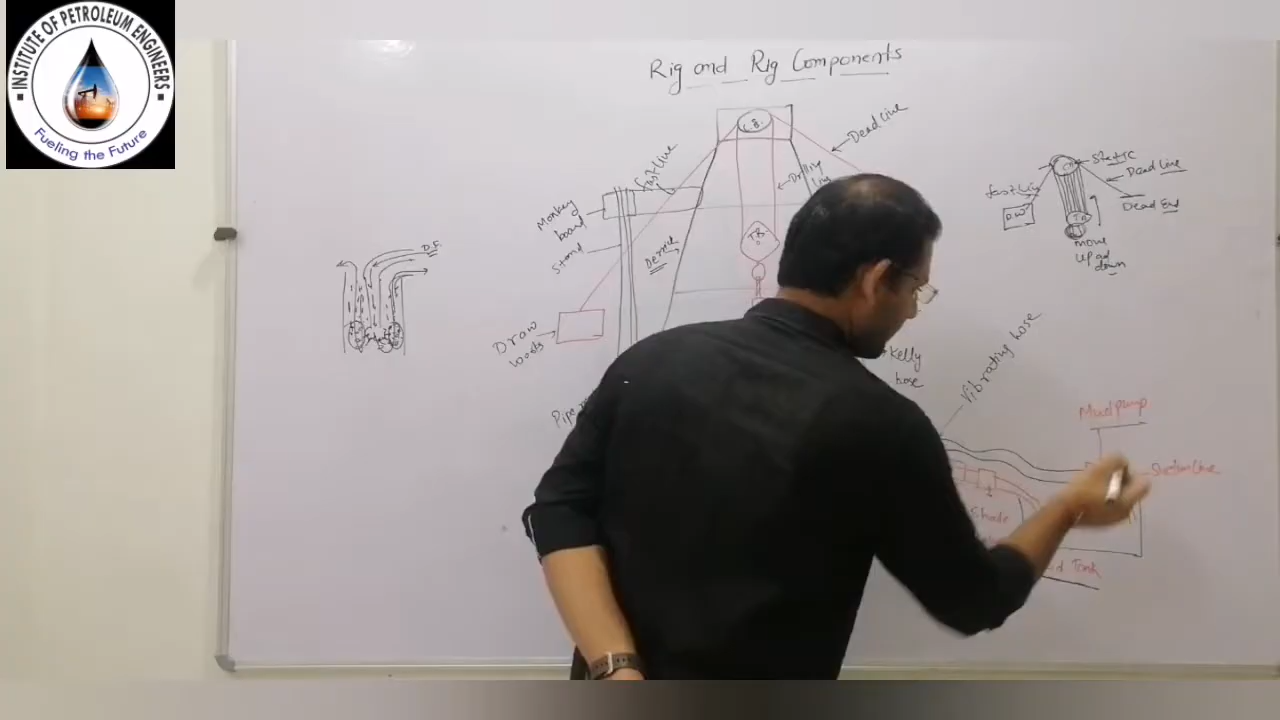 INSTITUTE OF PETROLEUM ENGINEERS
Fueling the Future
Rig and Rig Components
C.B.
Dead Line
fast line
Drilling
line
Monkey
board
stand
Derrick
T.B.
Draw
works
Kelly
hose
Vibrating hose
Mud pump
Suction line
Shale
Tank
D.F.
Static
Dead Line
fast line
D.W
Dead End
T.B
move
up ad
down